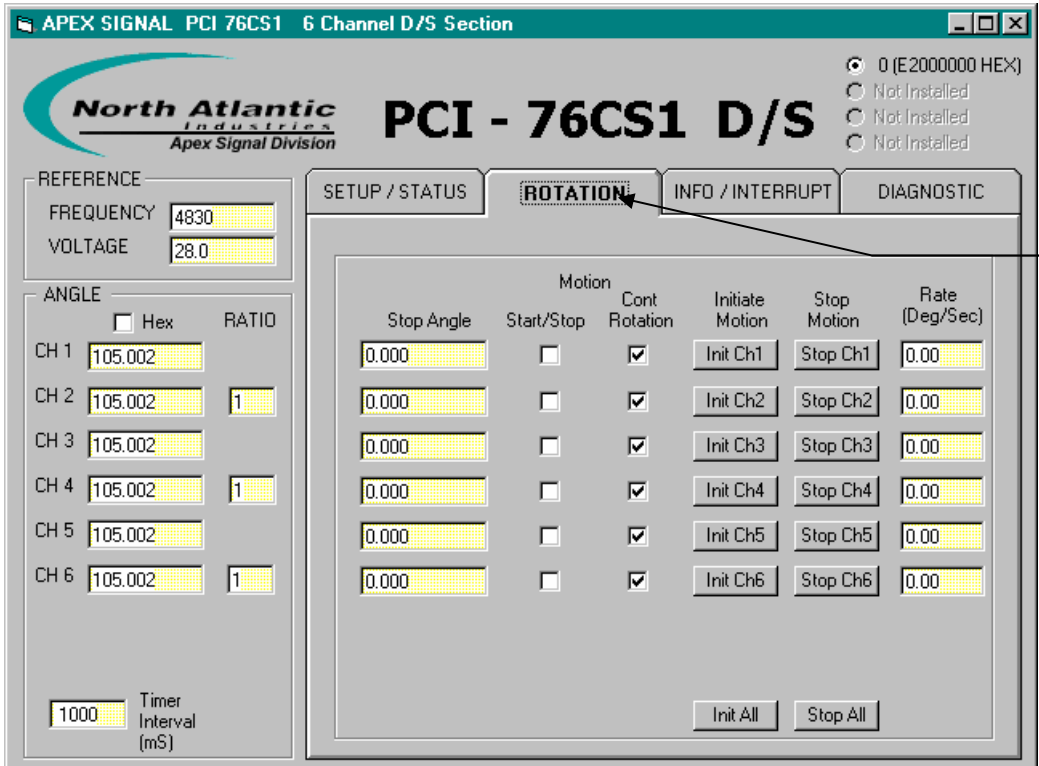 APEX SIGNAL PCI 76CS1 6 Channel D/S Section
North Atlantic
Industries
Apex Signal Division
PCI - 76CS1 D/S
0 (E2000000 HEX)
Not Installed
Not Installed
Not Installed
REFERENCE
FREQUENCY 4830
VOLTAGE 28.0
ANGLE
Hex RATIO
CH 1 105.002
CH 2 105.002 1
CH 3 105.002
CH 4 105.002 1
CH 5 105.002
CH 6 105.002 1
1000 Timer Interval (mS)
SETUP / STATUS ROTATION INFO / INTERRUPT DIAGNOSTIC
Motion
Stop Angle Start/Stop Cont Rotation Initiate Motion Stop Motion Rate (Deg/Sec)
0.000 Init Ch1 Stop Ch1 0.00
0.000 Init Ch2 Stop Ch2 0.00
0.000 Init Ch3 Stop Ch3 0.00
0.000 Init Ch4 Stop Ch4 0.00
0.000 Init Ch5 Stop Ch5 0.00
0.000 Init Ch6 Stop Ch6 0.00
Init All Stop All